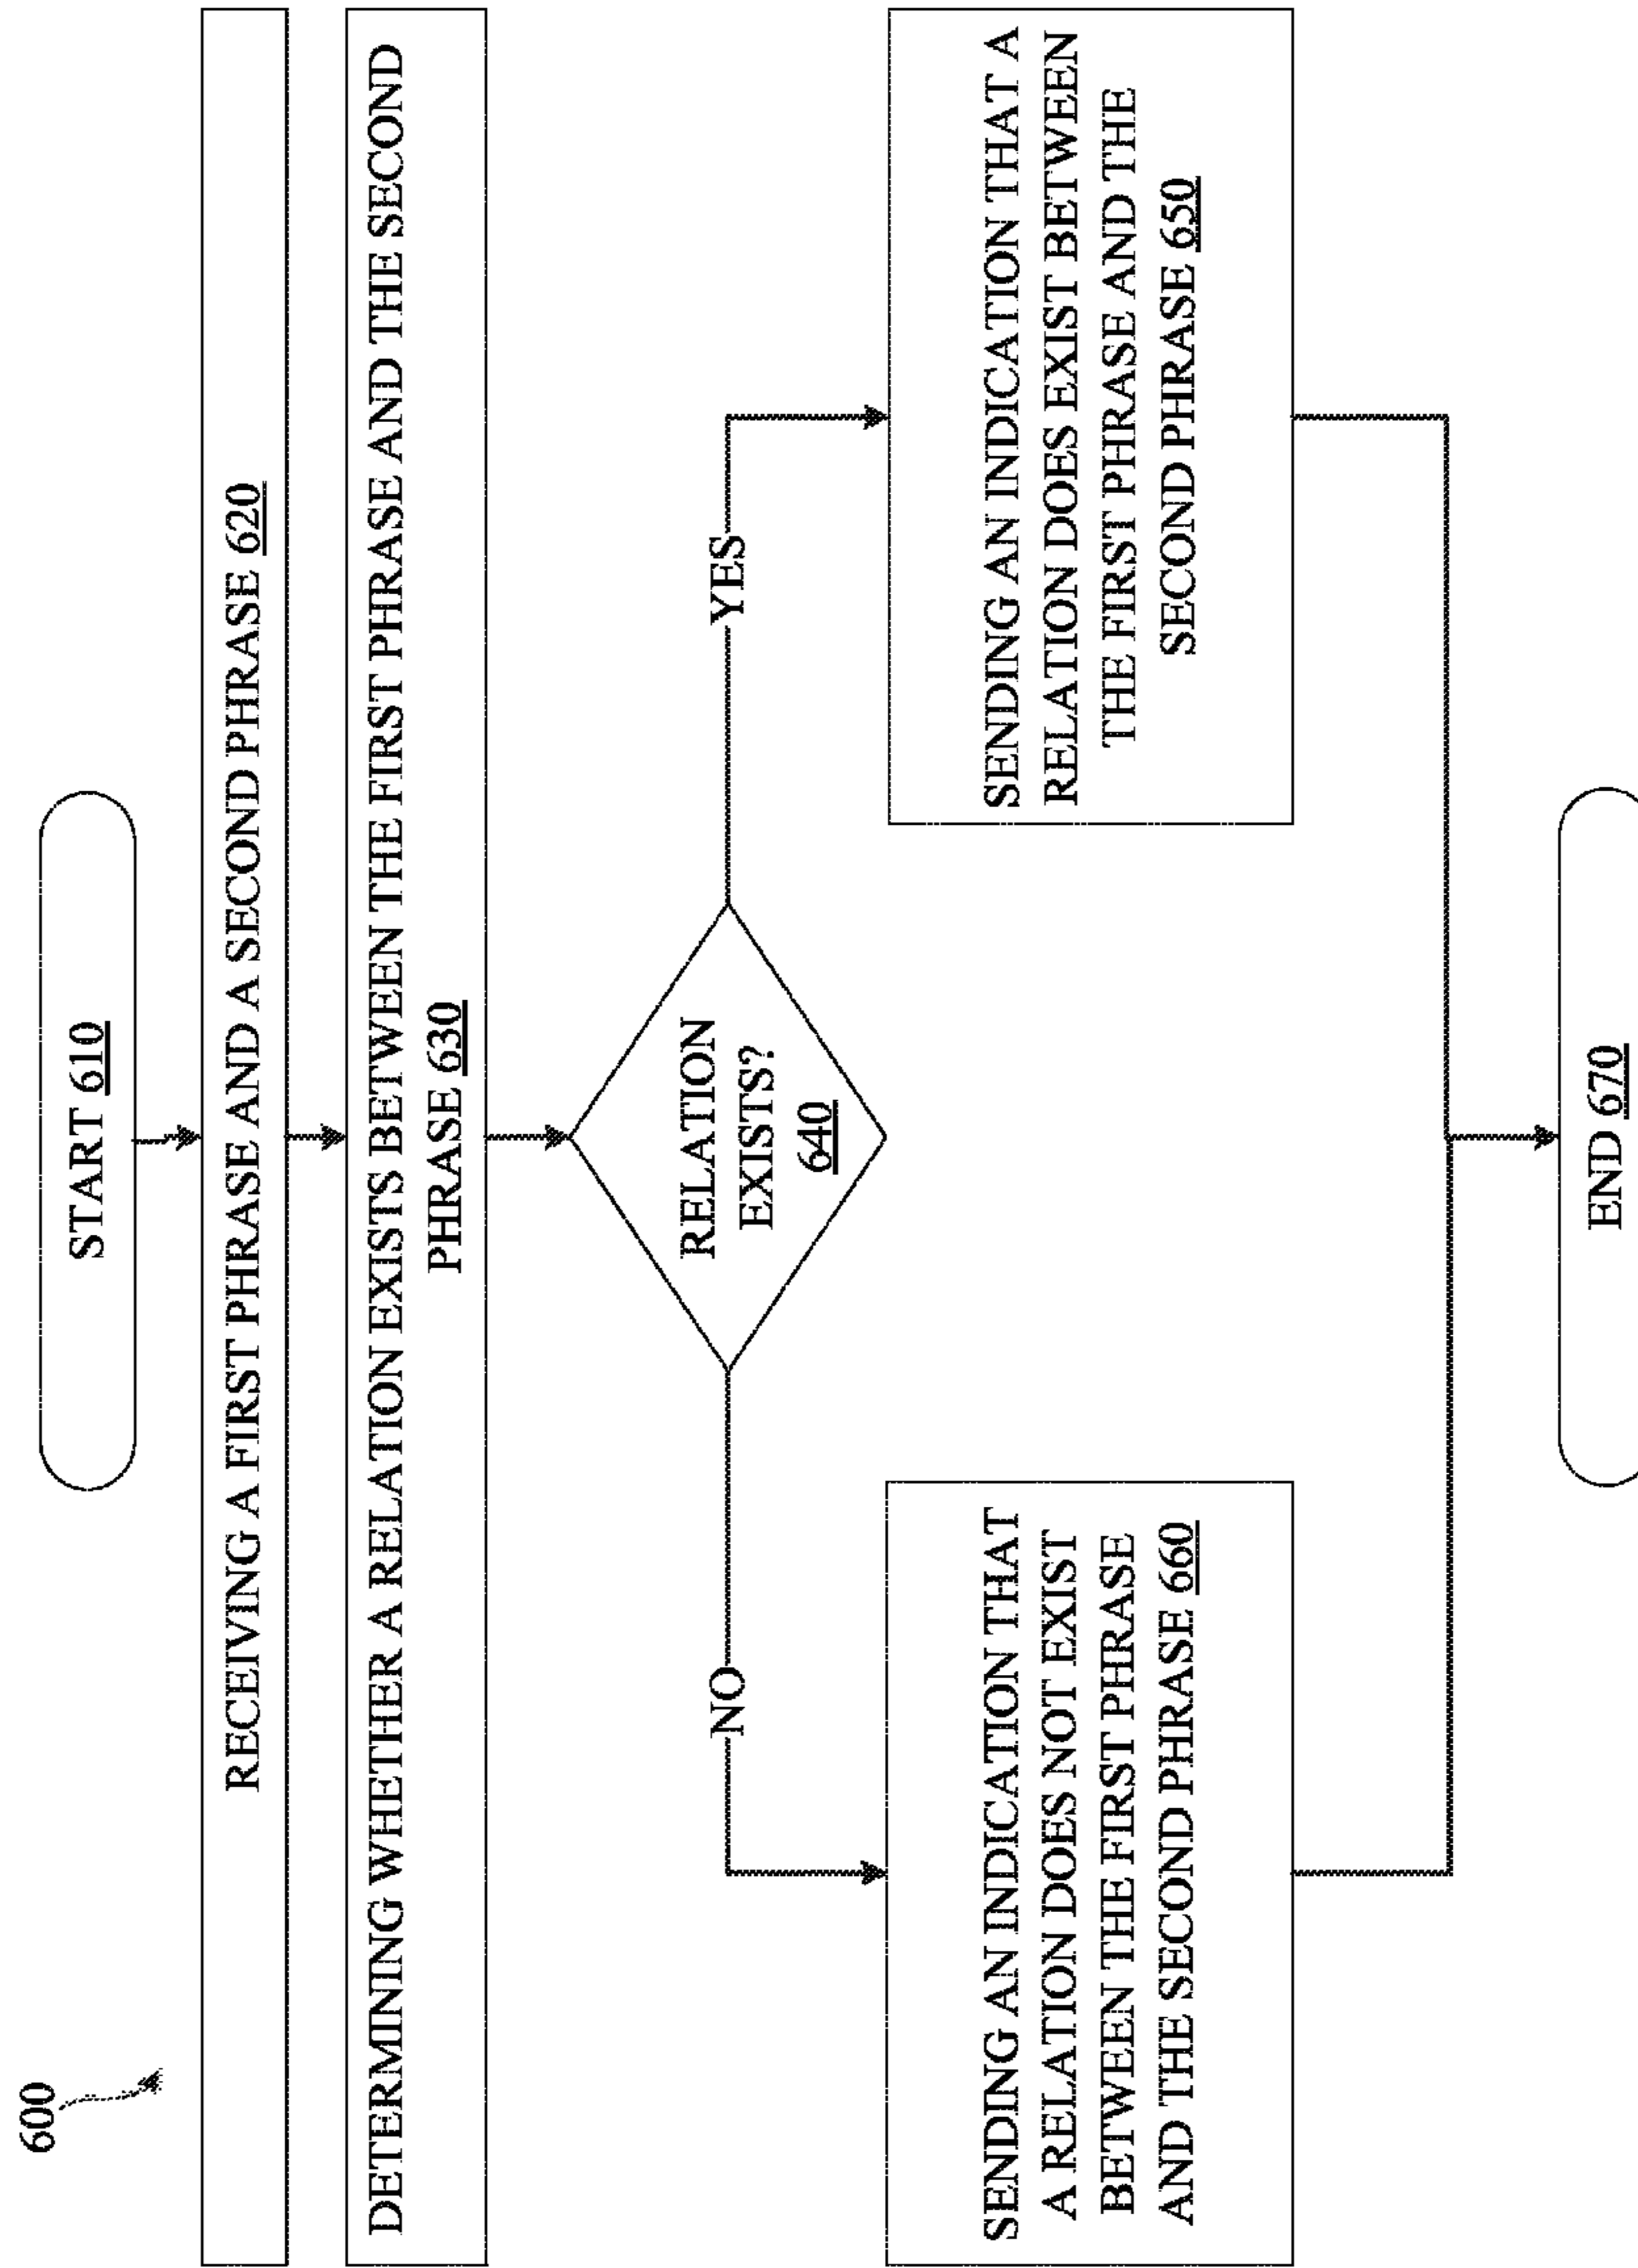 600
START 610
RECEIVING A FIRST PHRASE AND A SECOND PHRASE 620
DETERMINING WHETHER A RELATION EXISTS BETWEEN THE FIRST PHRASE AND THE SECOND
PHRASE 630
RELATION
EXISTS?
640
NO
YES
SENDING AN INDICATION THAT
A RELATION DOES NOT EXIST
BETWEEN THE FIRST PHRASE
AND THE SECOND PHRASE 660
SENDING AN INDICATION THAT A
RELATION DOES EXIST BETWEEN
THE FIRST PHRASE AND THE
SECOND PHRASE 650
END 670